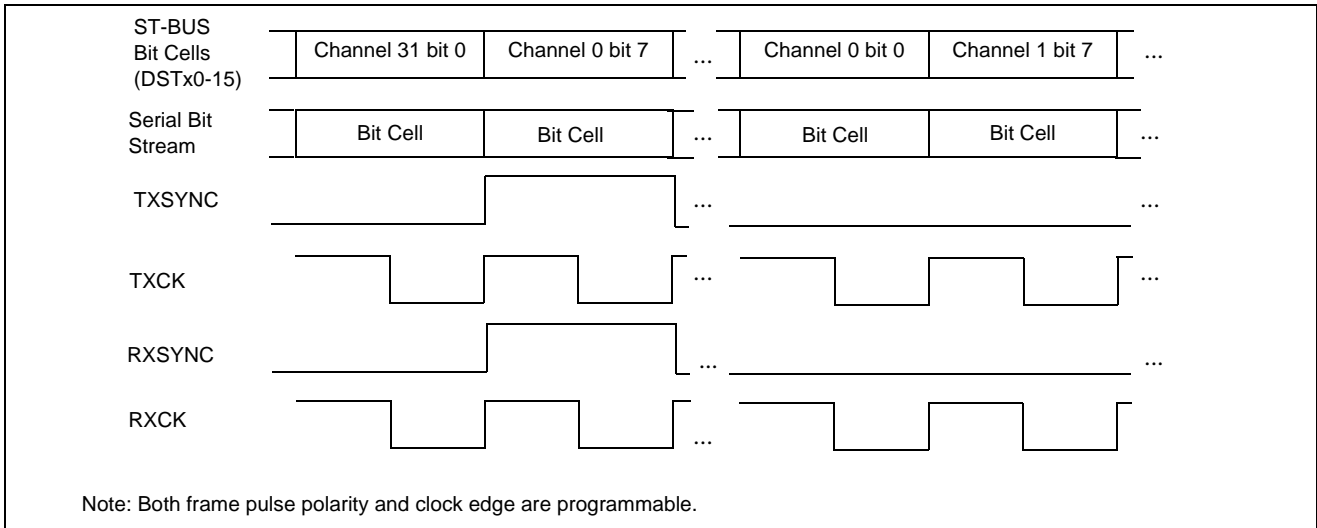 ST-BUS
Bit Cells
(DSTx0-15)
Channel 31 bit 0 Channel 0 bit 7 ... Channel 0 bit 0 Channel 1 bit 7 ...
Serial Bit
Stream
Bit Cell Bit Cell ... Bit Cell Bit Cell ...
TXSYNC ... ...
TXCK ... ...
RXSYNC ... ...
RXCK ... ...
Note: Both frame pulse polarity and clock edge are programmable.